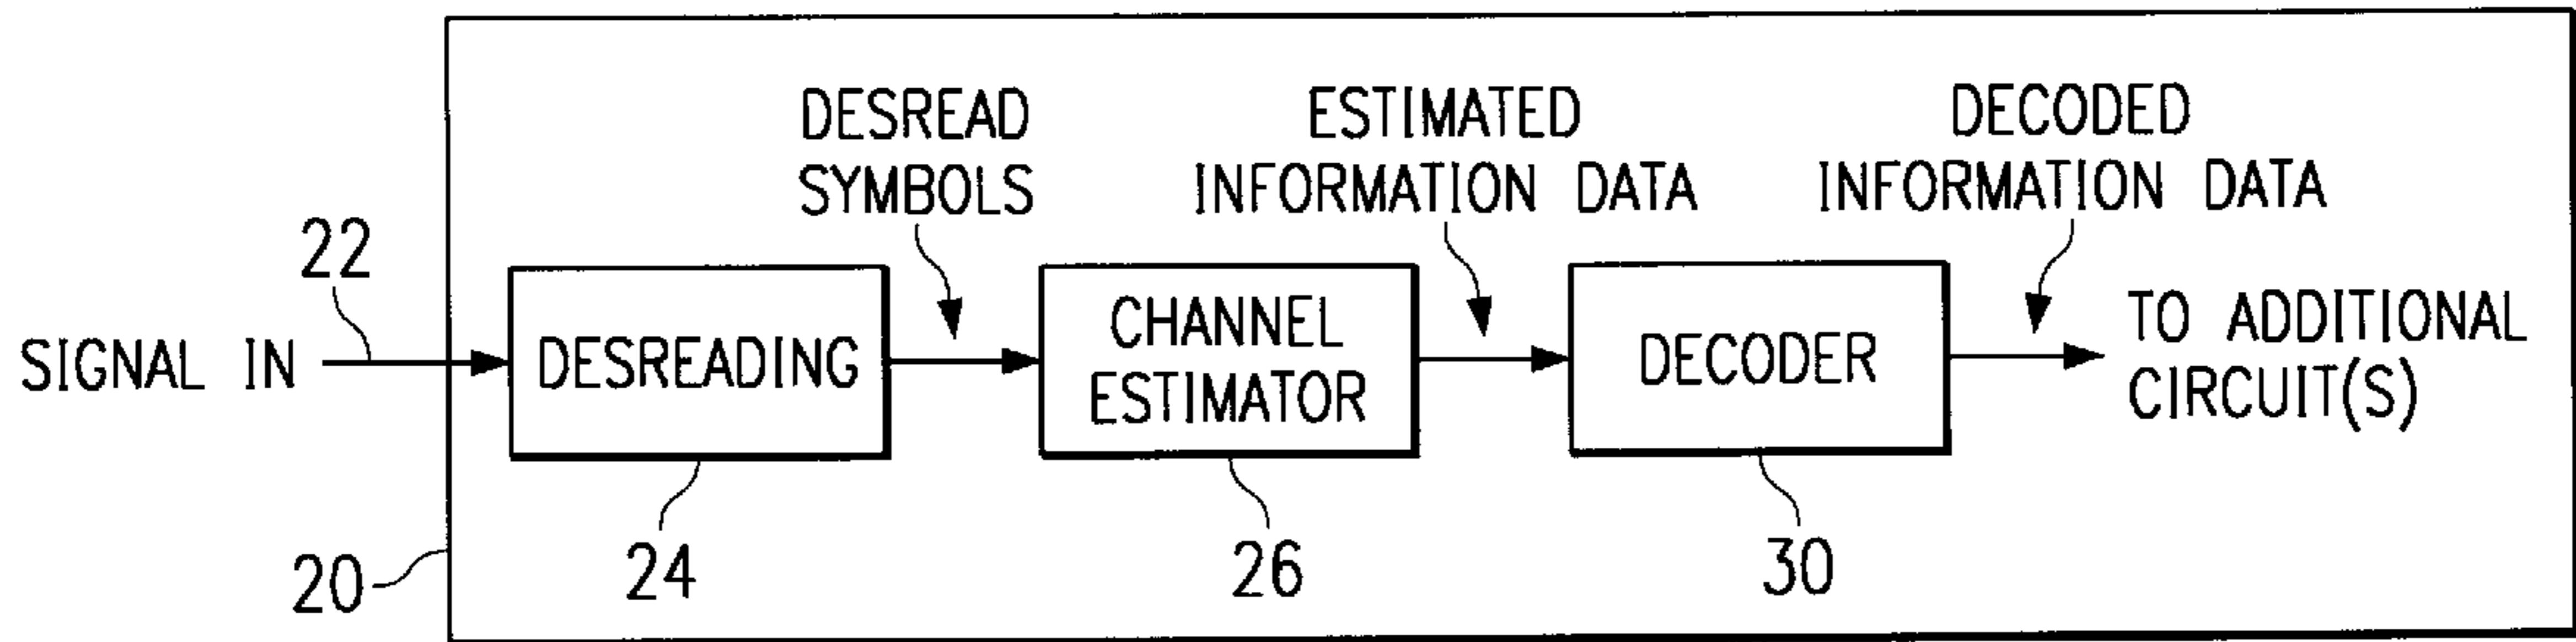 DESREAD
SYMBOLS
ESTIMATED
INFORMATION DATA
DECODED
INFORMATION DATA
22
SIGNAL IN
DESREADING
CHANNEL
ESTIMATOR
DECODER
TO ADDITIONAL
CIRCUIT(S)
20
24
26
30